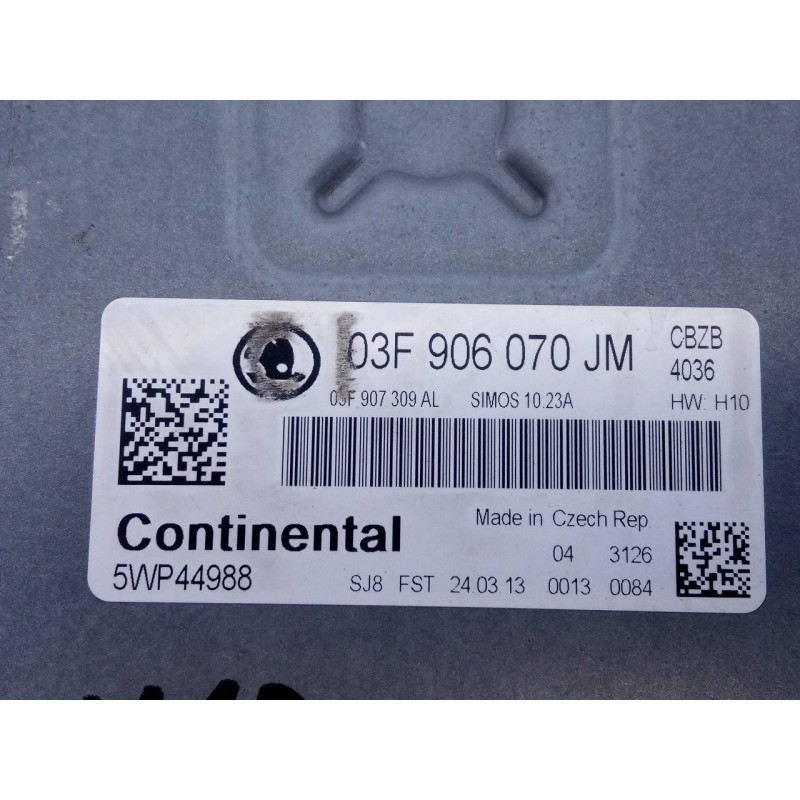 03F 906 070 JM
CBZB
4036
03F 907 309 AL SIMOS 10.23A
HW: H10
Made in Czech Rep
Continental
04 3126
5WP44988
SJ8 FST 24.03.13 0013 0084